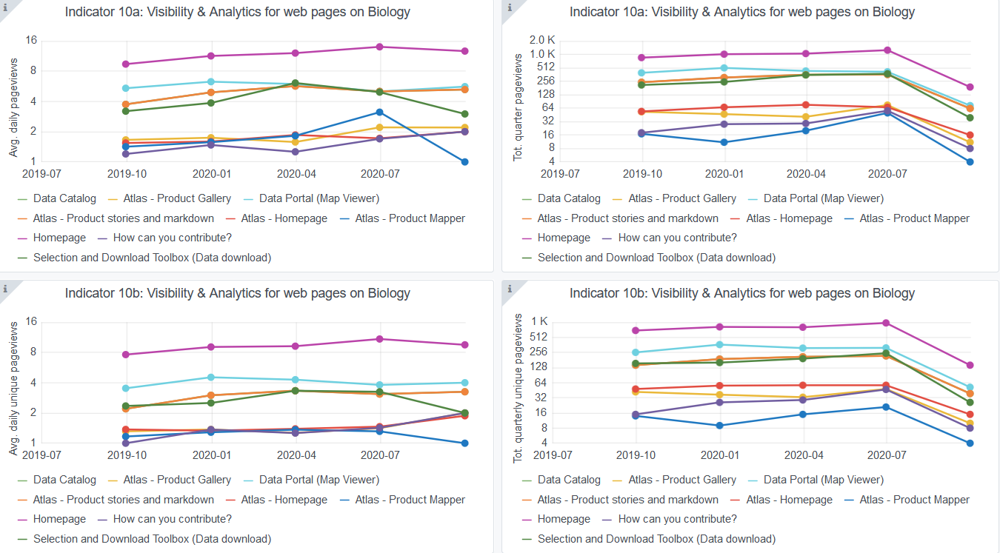 Indicator 10a: Visibility & Analytics for web pages on Biology
Avg. daily pageviews
16
8
4
2
1
2019-07 2019-10 2020-01 2020-04 2020-07
Data Catalog Atlas - Product Gallery Data Portal (Map Viewer)
Atlas - Product stories and markdown Atlas - Homepage Atlas - Product Mapper
Homepage How can you contribute?
Selection and Download Toolbox (Data download)
Indicator 10a: Visibility & Analytics for web pages on Biology
Tot. quarter pageviews
2.0 K
1.0 K
512
256
128
64
32
16
8
4
2019-07 2019-10 2020-01 2020-04 2020-07
Data Catalog Atlas - Product Gallery Data Portal (Map Viewer)
Atlas - Product stories and markdown Atlas - Homepage Atlas - Product Mapper
Homepage How can you contribute?
Selection and Download Toolbox (Data download)
Indicator 10b: Visibility & Analytics for web pages on Biology
Avg. daily unique pageviews
16
8
4
2
1
2019-07 2019-10 2020-01 2020-04 2020-07
Data Catalog Atlas - Product Gallery Data Portal (Map Viewer)
Atlas - Product stories and markdown Atlas - Homepage Atlas - Product Mapper
Homepage How can you contribute?
Selection and Download Toolbox (Data download)
Indicator 10b: Visibility & Analytics for web pages on Biology
Tot. quarterly unique pageviews
1 K
512
256
128
64
32
16
8
4
2019-07 2019-10 2020-01 2020-04 2020-07
Data Catalog Atlas - Product Gallery Data Portal (Map Viewer)
Atlas - Product stories and markdown Atlas - Homepage Atlas - Product Mapper
Homepage How can you contribute?
Selection and Download Toolbox (Data download)